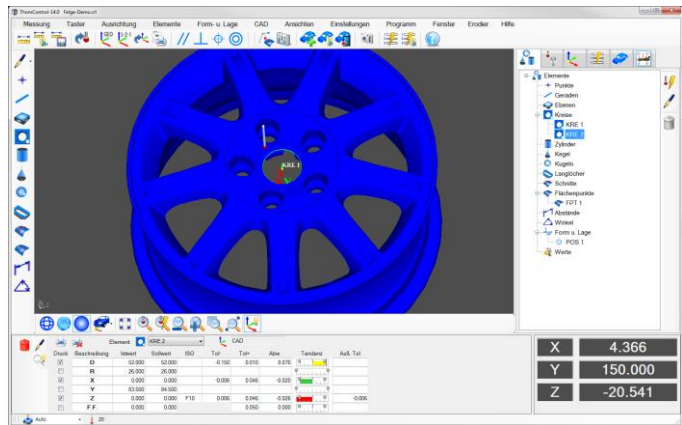 ThomControl-14.0 Felge-Demo.crl
Messung Taster Ausrichtung Elemente Form- u. Lage CAD Ansichten Einstellungen Programm Fenster Erodier Hilfe
Elemente
Punkte
Geraden
Ebenen
Kreise
KRE 1
KRE 2
Zylinder
Kegel
Kugeln
Langlöcher
Schnitte
Flächenpunkte
FPT 1
Abstände
Winkel
Form u. Lage
POS 1
Werte
KRE 1
Element: KRE 2 CAD
Druck Beschreibung Istwert Sollwert ISO Tol- Tol+ Abw. Tendenz Auß. Tol
D 52.000 52.000 -0.150 0.010 0.070
R 26.000 26.000
X 0.000 0.000 -0.006 0.046 -0.020
Y 83.500 84.500
Z 0.000 0.000 F10 0.006 0.046 -0.026 -0.006
F.F. 0.000 0.000 0.050 0.000
X 4.366
Y 150.000
Z -20.541
Auto 20